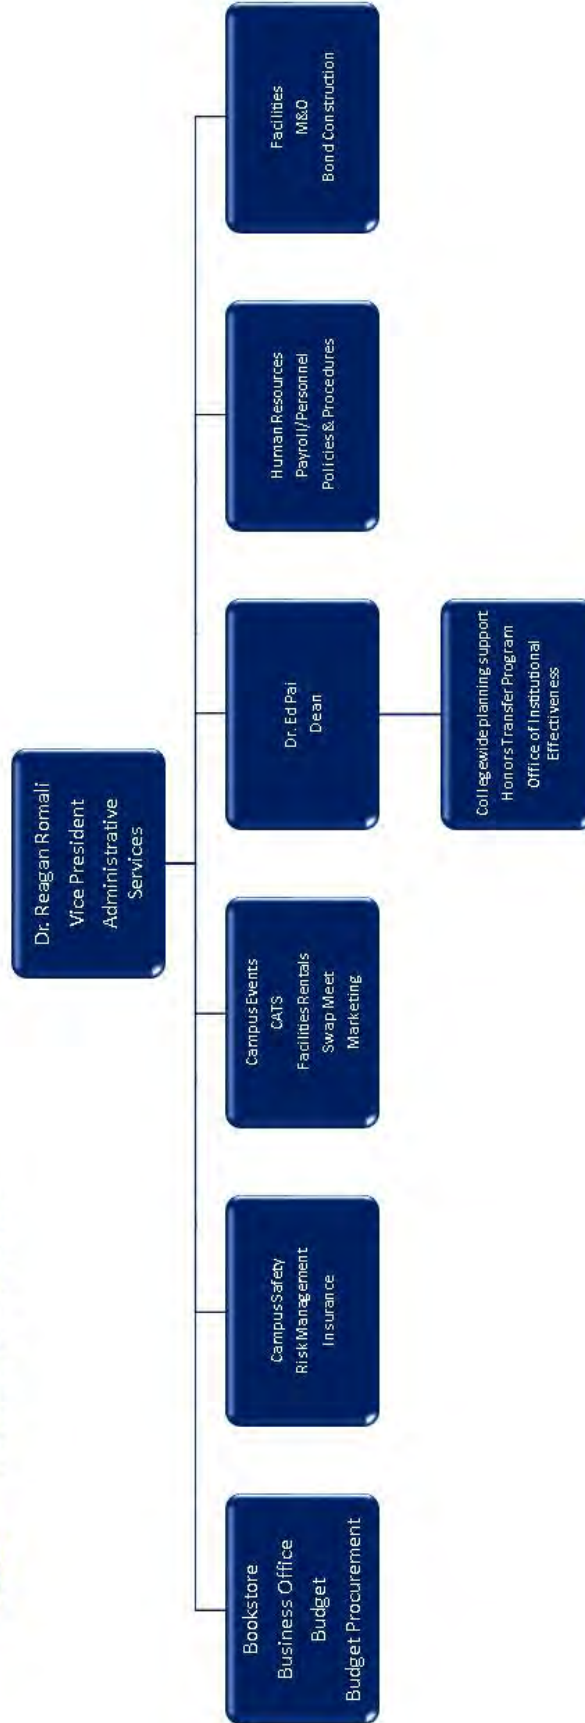 Dr. Reagan Romali
Vice President
Administrative
Services
Bookstore
Business Office
Budget
Budget Procurement
Campus Safety
Risk Management
Insurance
Campus Events
CATS
Facilities Rentals
Swap Meet
Marketing
Dr. Ed Pai
Dean
Human Resources
Payroll/Personnel
Policies & Procedures
Facilities
M&O
Bond Construction
Collegewide planning support
Honors Transfer Program
Office of Institutional
Effectiveness